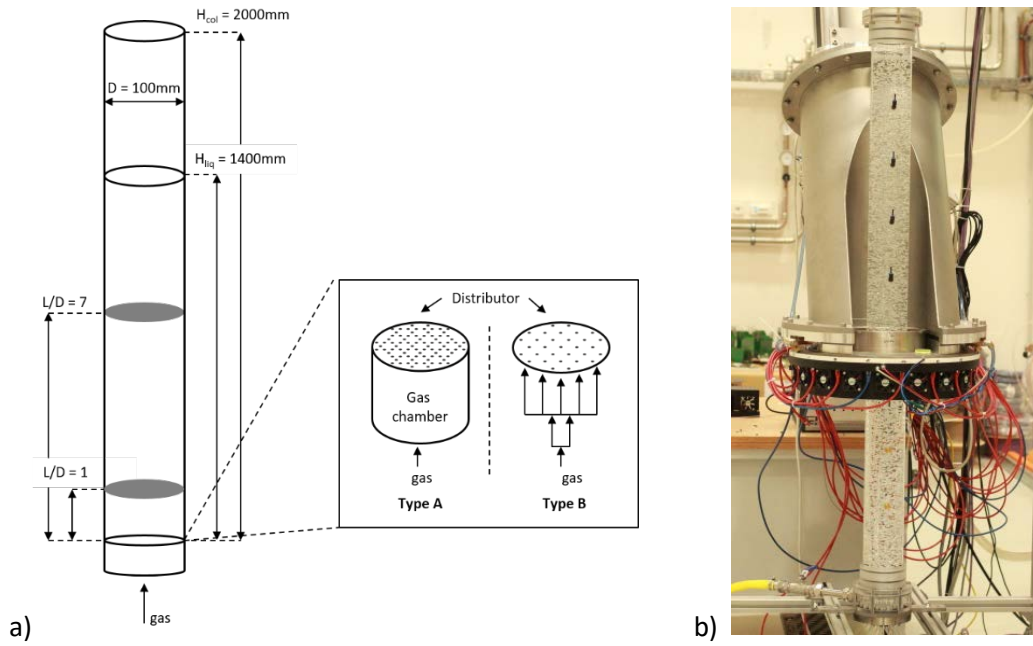 H_col = 2000mm
D = 100mm
H_liq = 1400mm
L/D = 7
L/D = 1
gas
Distributor
Gas
chamber
gas
gas
Type A
Type B
a)
b)